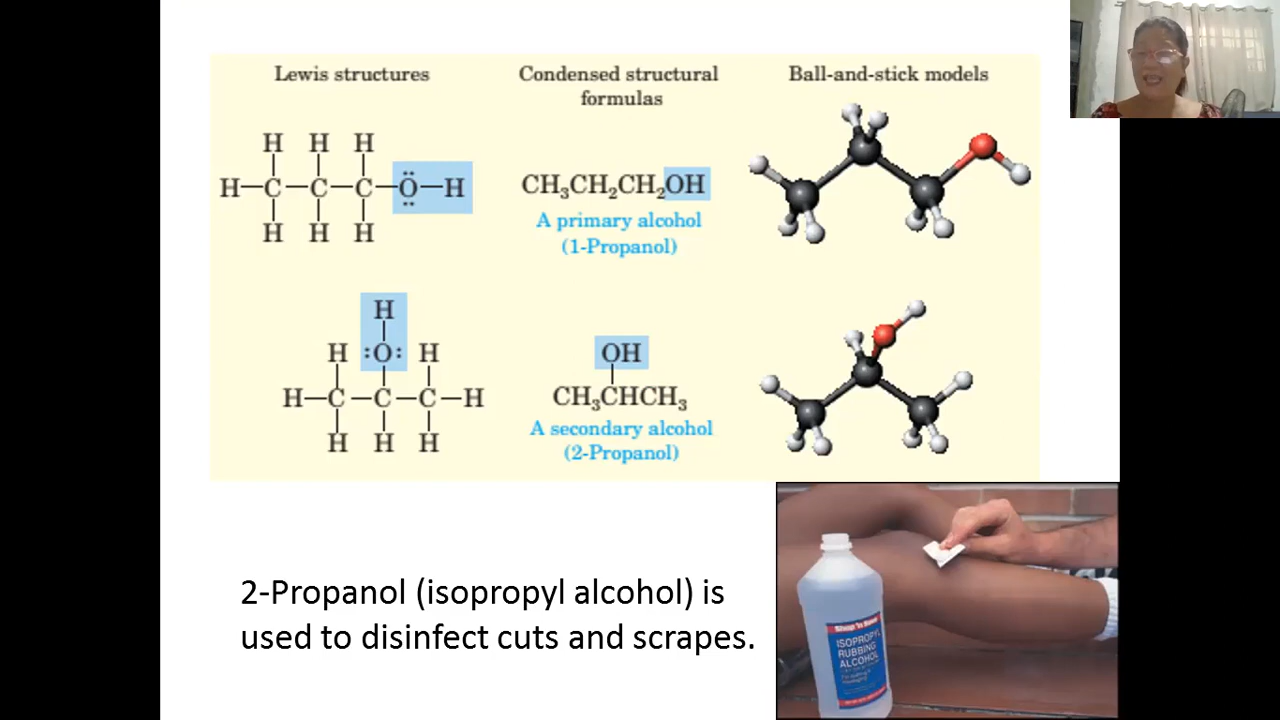 Lewis structures
Condensed structural
formulas
Ball-and-stick models
H H H
H—C—C—C—Ö—H
H H H
CH₃CH₂CH₂OH
A primary alcohol
(1-Propanol)
H
H :O: H
H—C—C—C—H
H H H
OH
CH₃CHCH₃
A secondary alcohol
(2-Propanol)
2-Propanol (isopropyl alcohol) is
used to disinfect cuts and scrapes.
ISOPROPYL
RUBBING
ALCOHOL